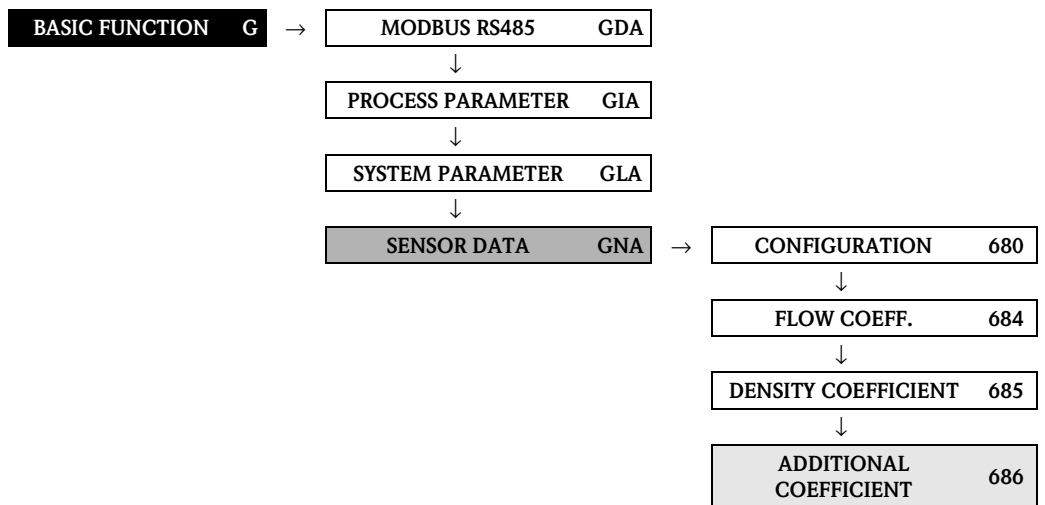 BASIC FUNCTION G → MODBUS RS485 GDA
↓
PROCESS PARAMETER GIA
↓
SYSTEM PARAMETER GLA
↓
SENSOR DATA GNA → CONFIGURATION 680
↓
FLOW COEFF. 684
↓
DENSITY COEFFICIENT 685
↓
ADDITIONAL
COEFFICIENT 686